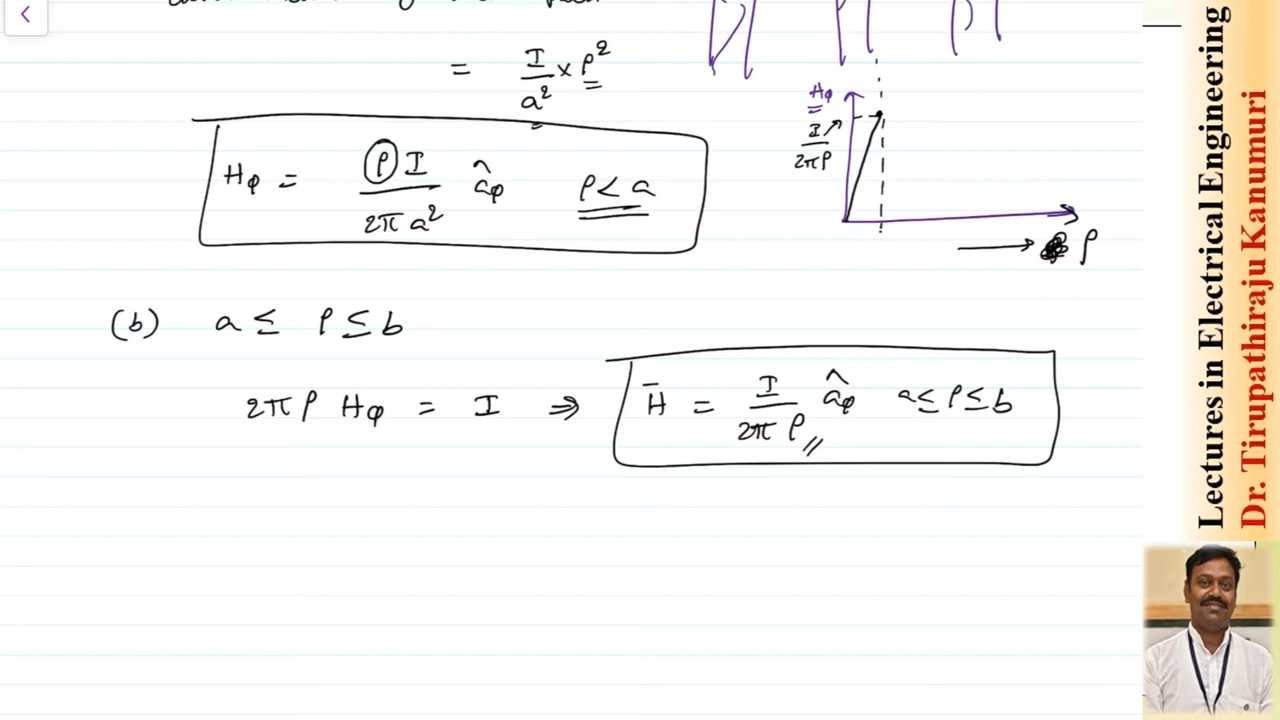 = I/a² × ρ²
Hφ
I/2πρ
Hφ = ρI/2πa² âφ ρ < a
ρ
(b) a ≤ ρ ≤ b
2πρ Hφ = I ⇒ H̄ = I/2πρ âφ a ≤ ρ ≤ b
Lectures in Electrical Engineering
Dr. Tirupathiraju Kanumuri